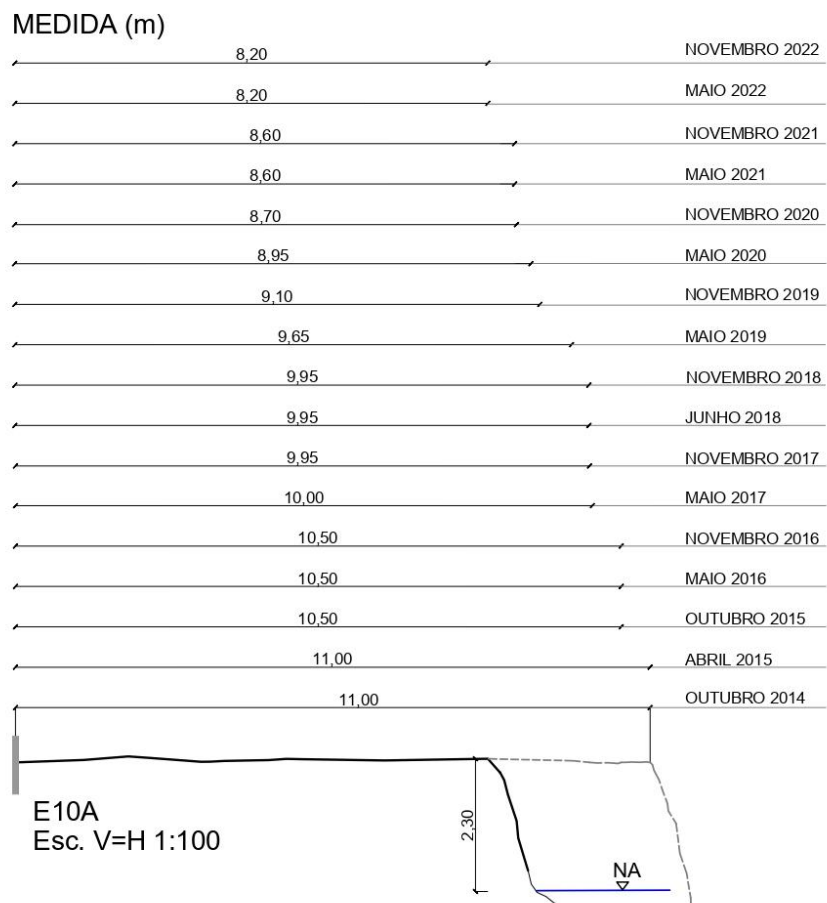 MEDIDA (m)
8,20 NOVEMBRO 2022
8,20 MAIO 2022
8,60 NOVEMBRO 2021
8,60 MAIO 2021
8,70 NOVEMBRO 2020
8,95 MAIO 2020
9,10 NOVEMBRO 2019
9,65 MAIO 2019
9,95 NOVEMBRO 2018
9,95 JUNHO 2018
9,95 NOVEMBRO 2017
10,00 MAIO 2017
10,50 NOVEMBRO 2016
10,50 MAIO 2016
10,50 OUTUBRO 2015
11,00 ABRIL 2015
11,00 OUTUBRO 2014
E10A
Esc. V=H 1:100
2,30
NA